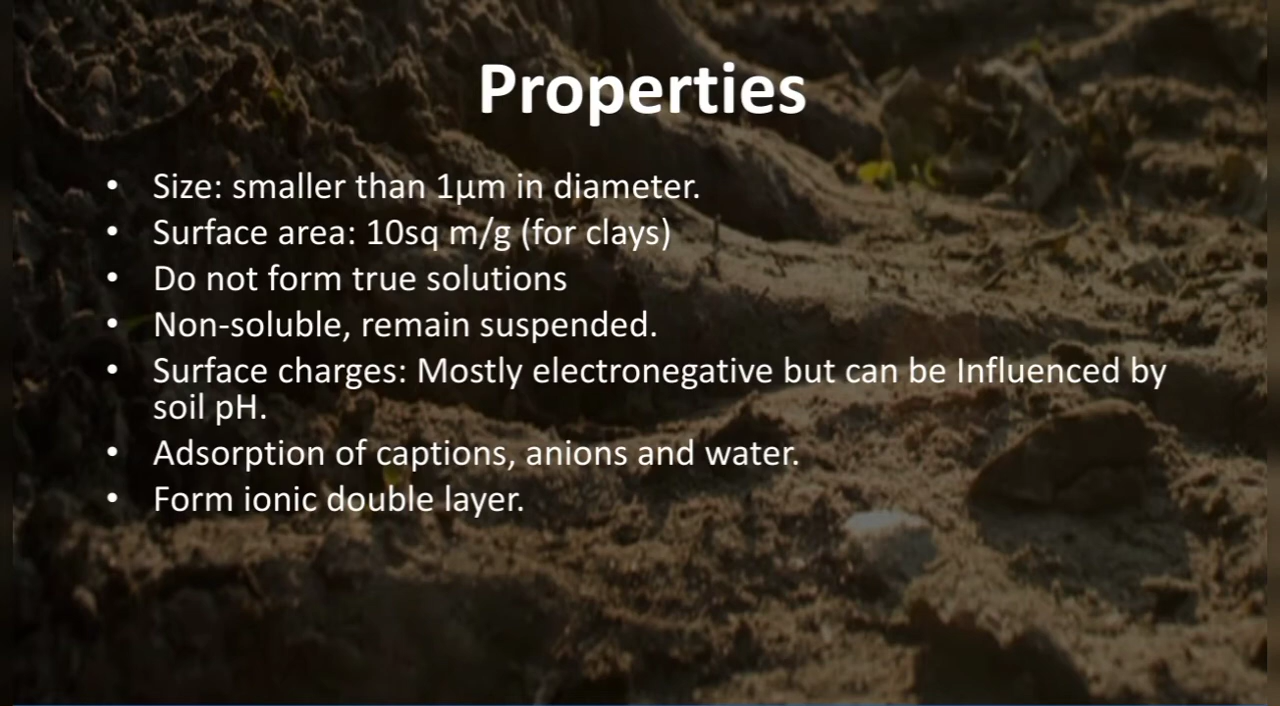 Properties
• Size: smaller than 1µm in diameter.
• Surface area: 10sq m/g (for clays)
• Do not form true solutions
• Non-soluble, remain suspended.
• Surface charges: Mostly electronegative but can be Influenced by
soil pH.
• Adsorption of captions, anions and water.
• Form ionic double layer.